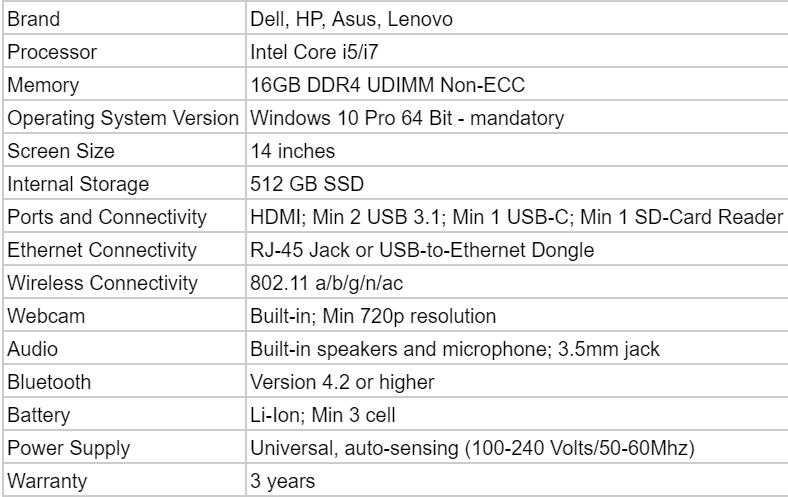 Brand Dell, HP, Asus, Lenovo
Processor Intel Core i5/i7
Memory 16GB DDR4 UDIMM Non-ECC
Operating System Version Windows 10 Pro 64 Bit - mandatory
Screen Size 14 inches
Internal Storage 512 GB SSD
Ports and Connectivity HDMI; Min 2 USB 3.1; Min 1 USB-C; Min 1 SD-Card Reader
Ethernet Connectivity RJ-45 Jack or USB-to-Ethernet Dongle
Wireless Connectivity 802.11 a/b/g/n/ac
Webcam Built-in; Min 720p resolution
Audio Built-in speakers and microphone; 3.5mm jack
Bluetooth Version 4.2 or higher
Battery Li-Ion; Min 3 cell
Power Supply Universal, auto-sensing (100-240 Volts/50-60Mhz)
Warranty 3 years